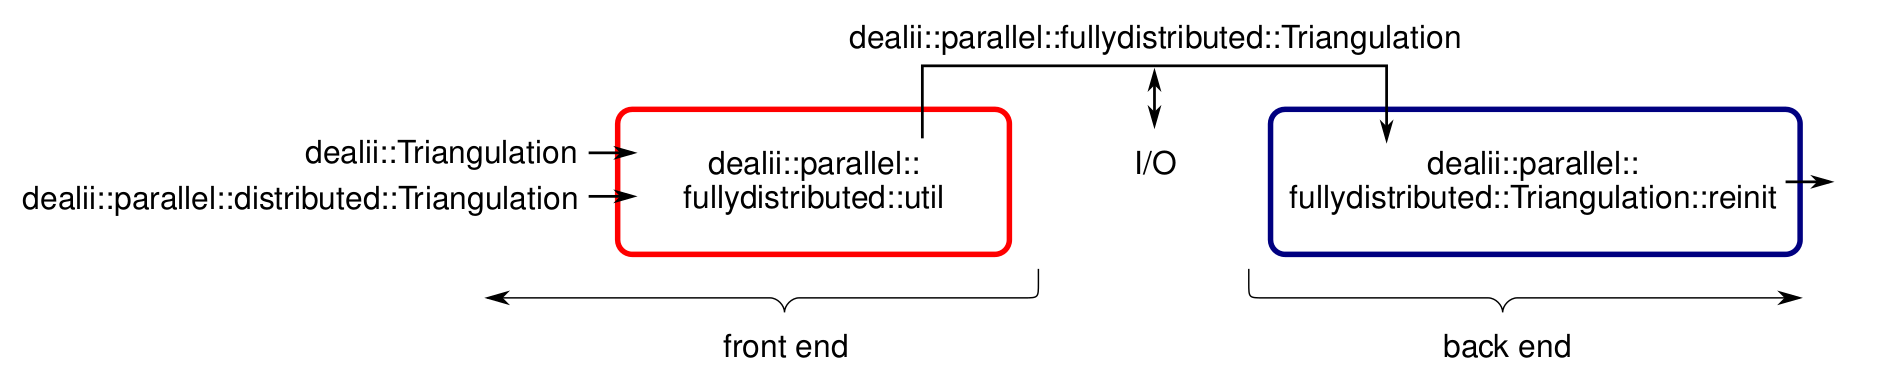 dealii::parallel::fullydistributed::Triangulation
dealii::Triangulation
dealii::parallel::distributed::Triangulation
dealii::parallel::
fullydistributed::util
I/O
dealii::parallel::
fullydistributed::Triangulation::reinit
front end
back end